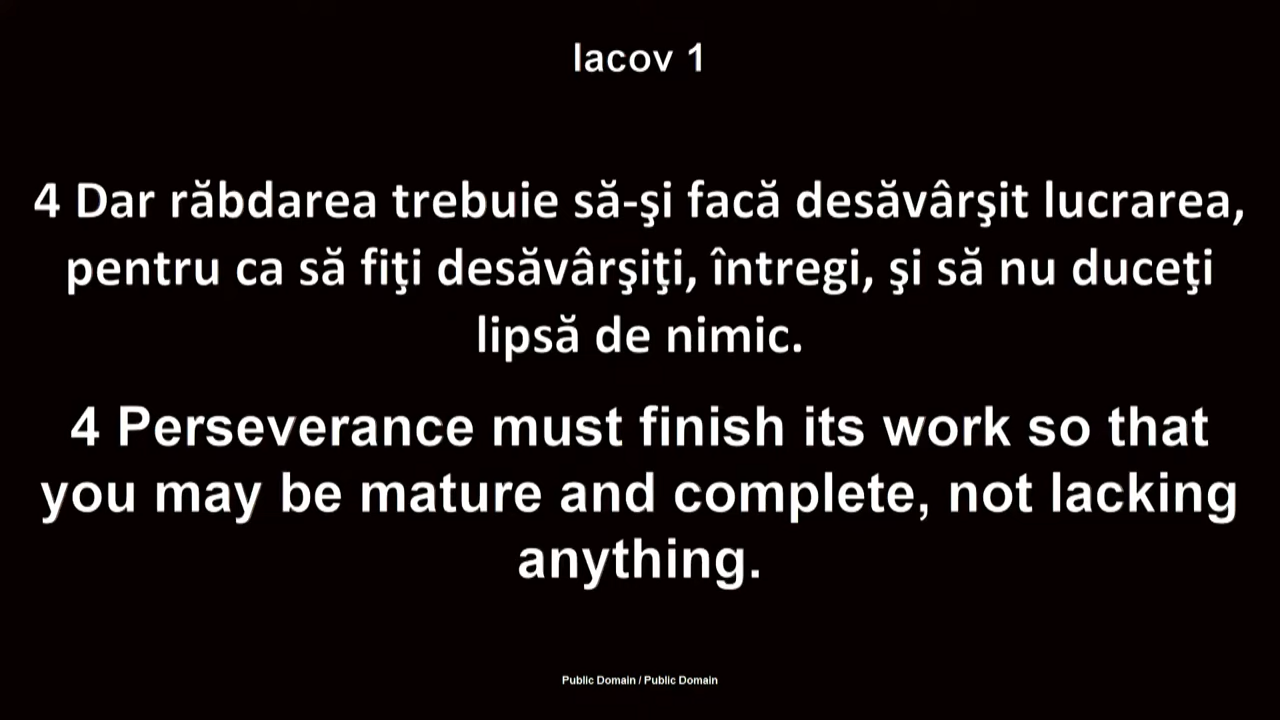 Iacov 1
4 Dar răbdarea trebuie să-şi facă desăvârşit lucrarea,
pentru ca să fiţi desăvârşiţi, întregi, şi să nu duceţi
lipsă de nimic.
4 Perseverance must finish its work so that
you may be mature and complete, not lacking
anything.
Public Domain / Public Domain